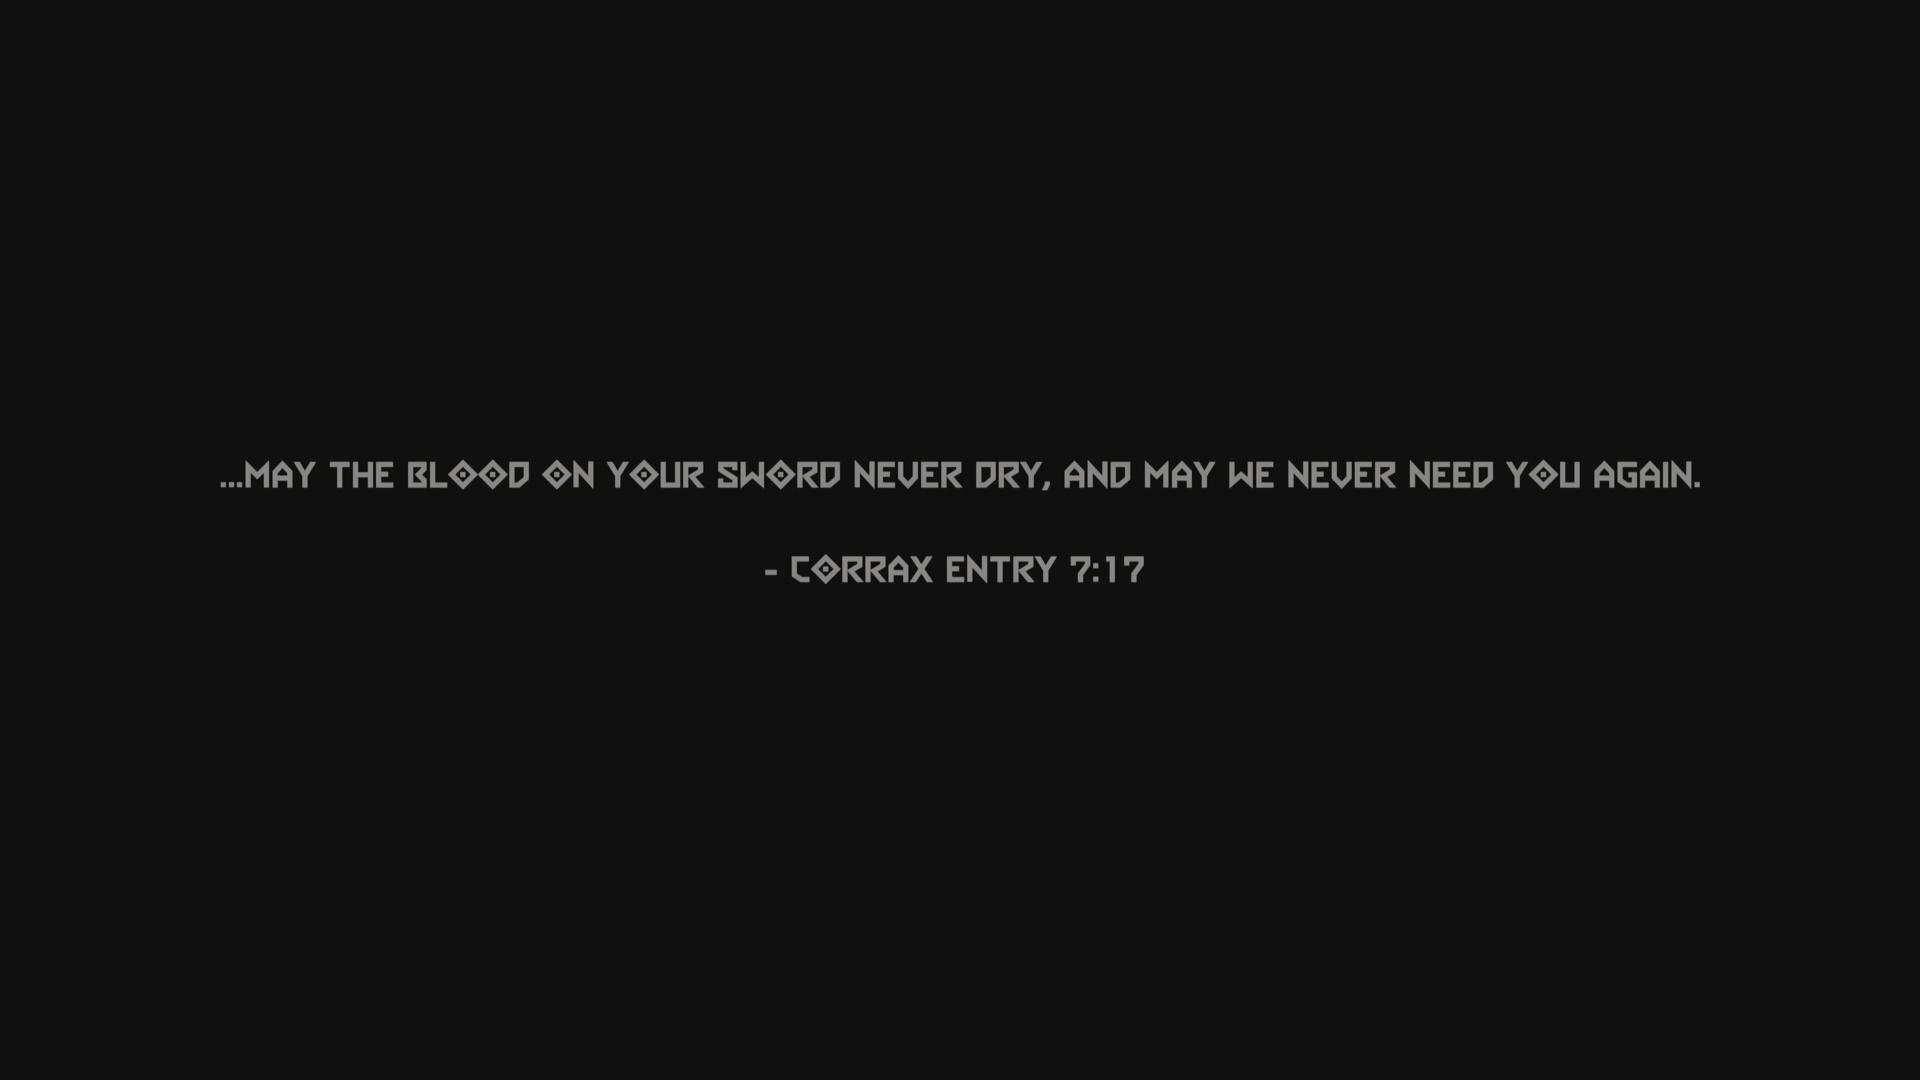 ...MAY THE BLOOD ON YOUR SWORD NEVER DRY, AND MAY WE NEVER NEED YOU AGAIN.
- CORRAX ENTRY 7:17